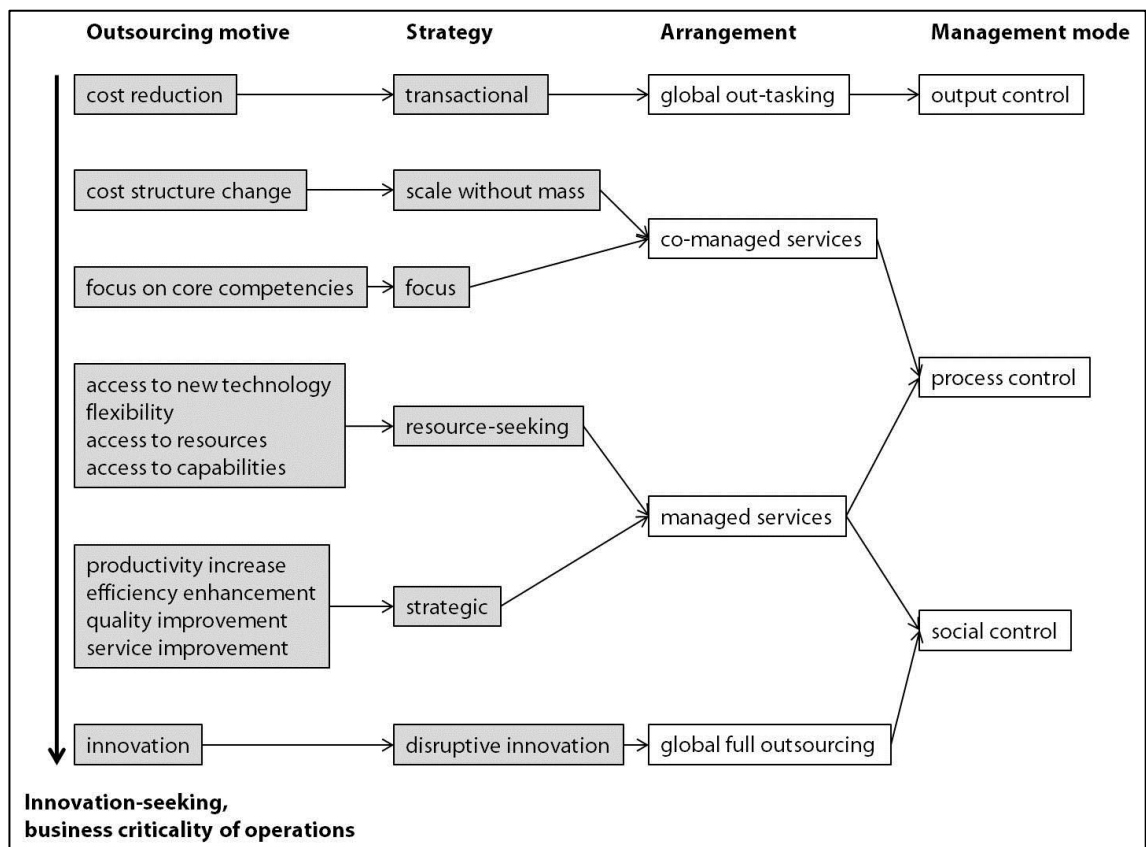 Outsourcing motive
Strategy
Arrangement
Management mode
cost reduction
transactional
global out-tasking
output control
cost structure change
scale without mass
co-managed services
focus on core competencies
focus
access to new technology
flexibility
access to resources
access to capabilities
resource-seeking
process control
managed services
productivity increase
efficiency enhancement
quality improvement
service improvement
strategic
social control
innovation
disruptive innovation
global full outsourcing
Innovation-seeking,
business criticality of operations